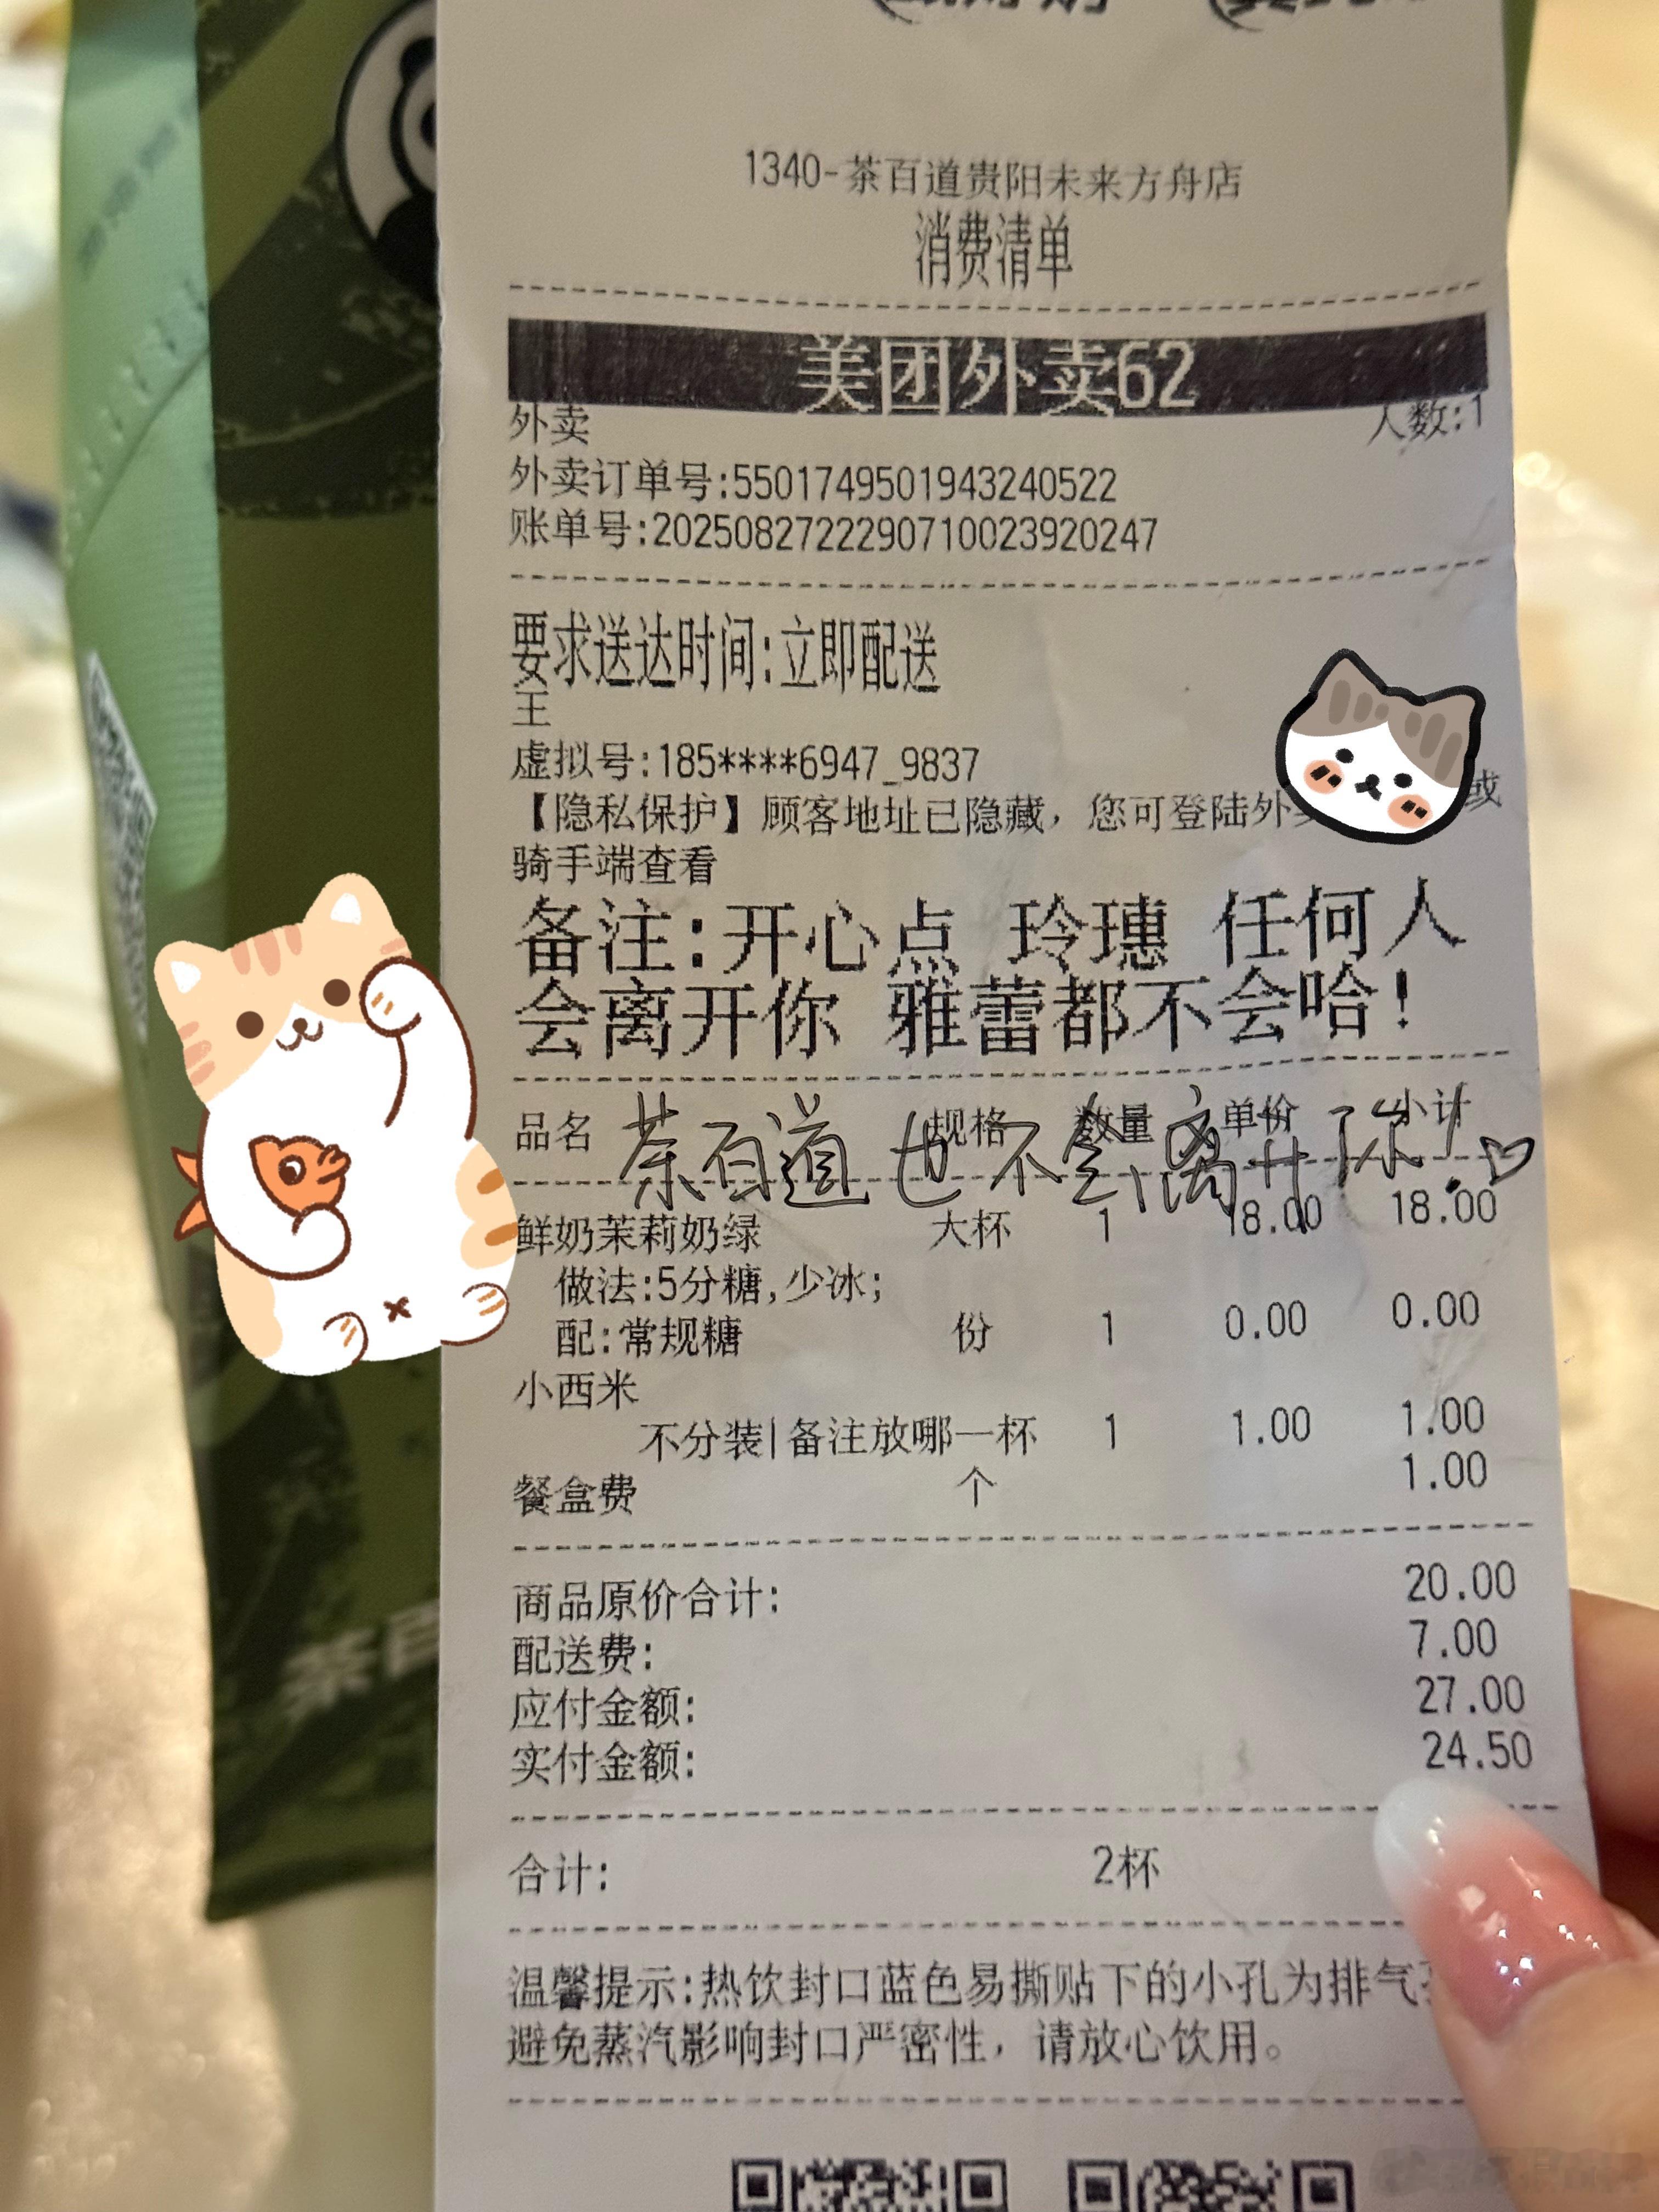 1340-茶百道贵阳未来方舟店
消费清单
美团外卖62
外卖 人数:1
外卖订单号:5501749501943240522
账单号:2025082722290710023920247
要求送达时间:立即配送
王
虚拟号:185****6947_9837
【隐私保护】顾客地址已隐藏，您可登陆外 或
骑手端查看
备注:开心点 玲璤 任何人
会离开你 雅蕾都不会哈!
品名 规格 数量 单价 小计
茶百道也不会离开你!♡
鲜奶茉莉奶绿 大杯 1 18.00 18.00
做法:5分糖,少冰;
配:常规糖 份 1 0.00 0.00
小西米
不分装|备注放哪一杯 1 1.00 1.00
餐盒费 个 1.00
商品原价合计: 20.00
配送费: 7.00
应付金额: 27.00
实付金额: 24.50
合计: 2杯
温馨提示:热饮封口蓝色易撕贴下的小孔为排气
避免蒸汽影响封口严密性，请放心饮用。
茶百